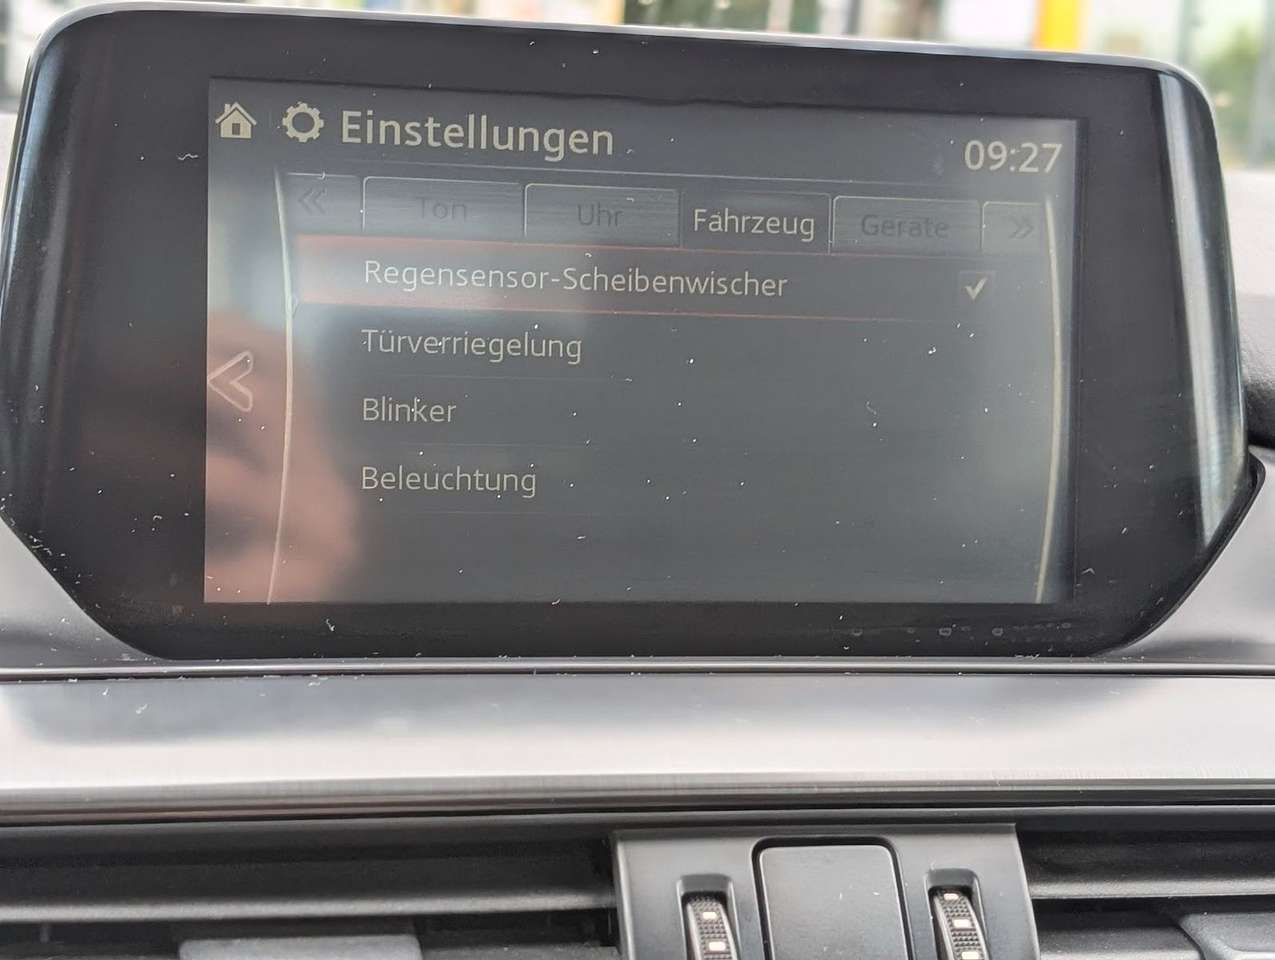 Einstellungen
09:27
Ton Uhr Fahrzeug Geräte
Regensensor-Scheibenwischer
Türverriegelung
Blinker
Beleuchtung